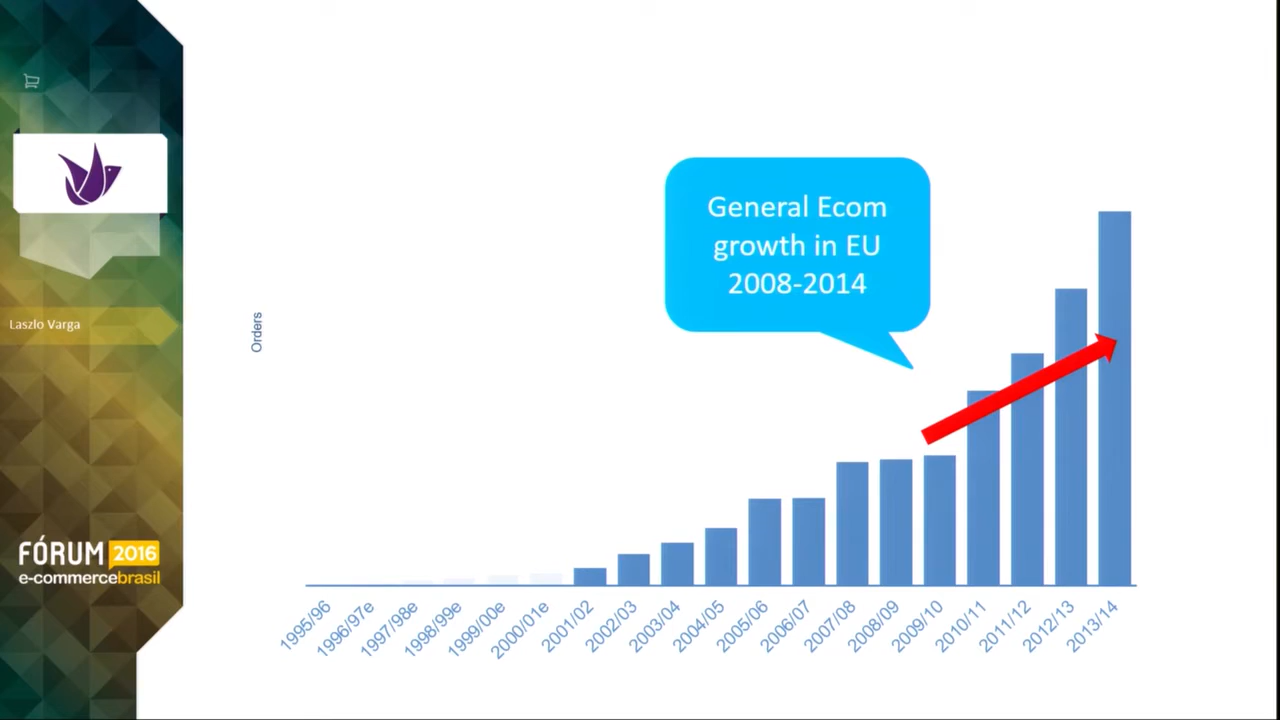 Laszlo Varga
FÓRUM 2016
e-commercebrasil
General Ecom
growth in EU
2008-2014
Orders
1995/96
1996/97e
1997/98e
1998/99e
1999/00e
2000/01e
2001/02
2002/03
2003/04
2004/05
2005/06
2006/07
2007/08
2008/09
2009/10
2010/11
2011/12
2012/13
2013/14